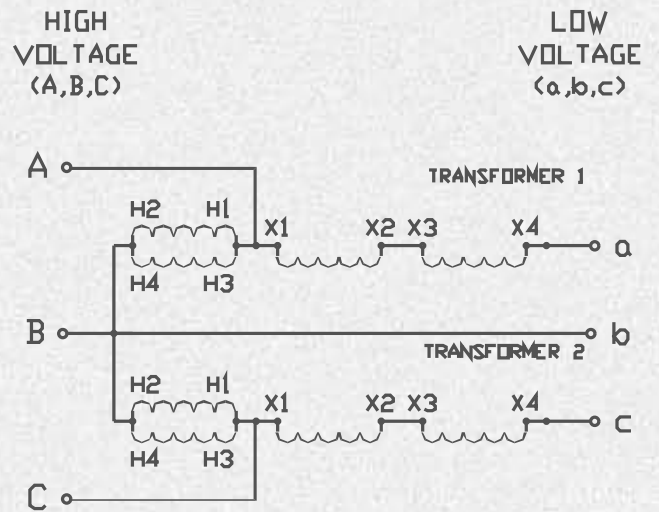 HIGH
VOLTAGE
(A,B,C)
LOW
VOLTAGE
(a,b,c)
A
TRANSFORMER 1
H2 H1
X1 X2 X3 X4
a
H4 H3
B
b
TRANSFORMER 2
H2 H1
X1 X2 X3 X4
c
H4 H3
C